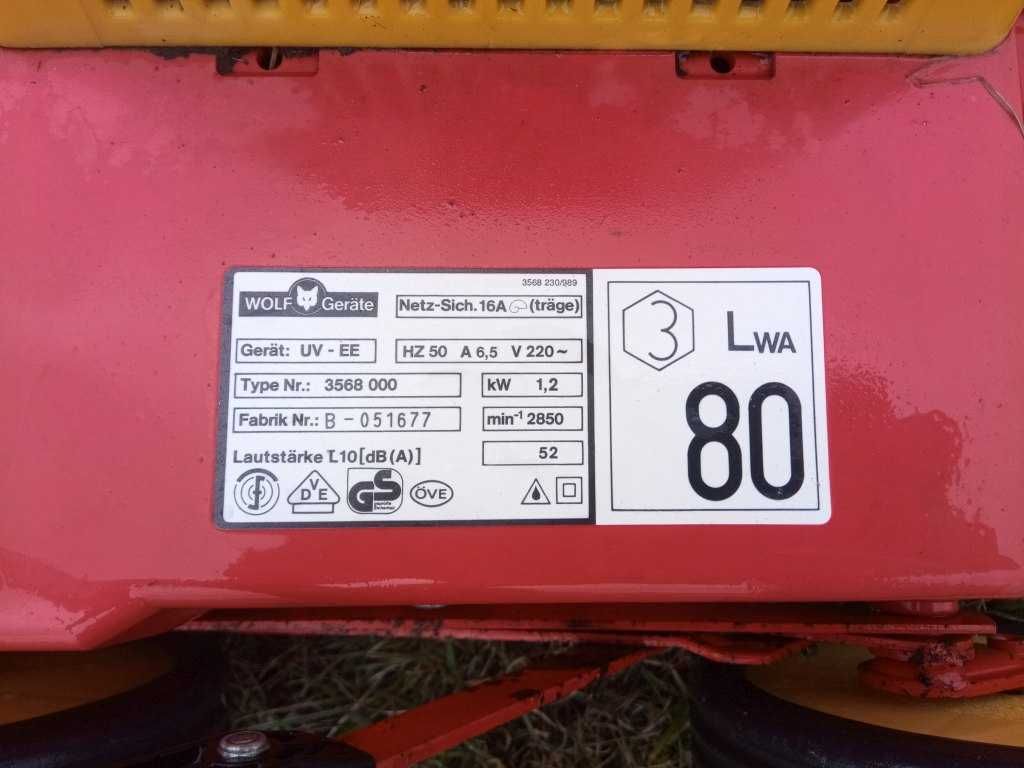 3568 230/989
WOLF Geräte
Netz-Sich. 16A (träge)
Gerät: UV - EE
HZ 50 A 6,5 V 220 ~
Type Nr.: 3568 000
kW 1,2
Fabrik Nr.: B - 051677
min-1 2850
Lautstärke L10 [dB (A)]
52
VDE
GS
geprüfte
Sicherheit
ÖVE
3
LWA
80